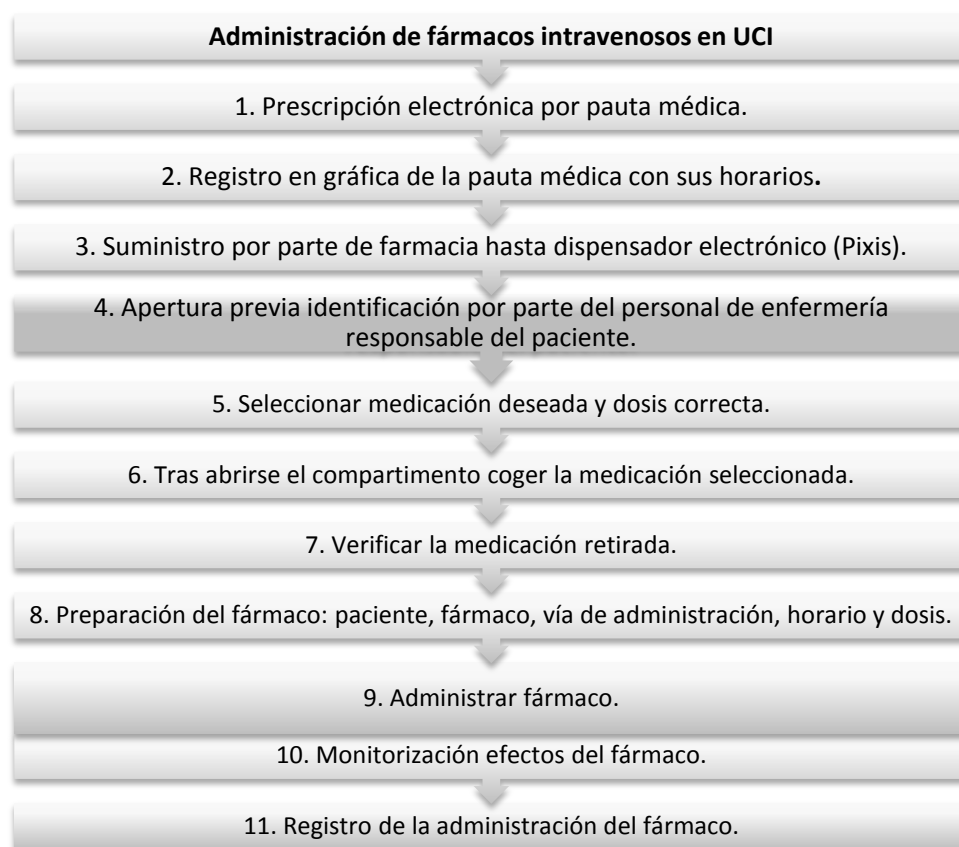 Administración de fármacos intravenosos en UCI
1. Prescripción electrónica por pauta médica.
2. Registro en gráfica de la pauta médica con sus horarios.
3. Suministro por parte de farmacia hasta dispensador electrónico (Pixis).
4. Apertura previa identificación por parte del personal de enfermería
responsable del paciente.
5. Seleccionar medicación deseada y dosis correcta.
6. Tras abrirse el compartimento coger la medicación seleccionada.
7. Verificar la medicación retirada.
8. Preparación del fármaco: paciente, fármaco, vía de administración, horario y dosis.
9. Administrar fármaco.
10. Monitorización efectos del fármaco.
11. Registro de la administración del fármaco.